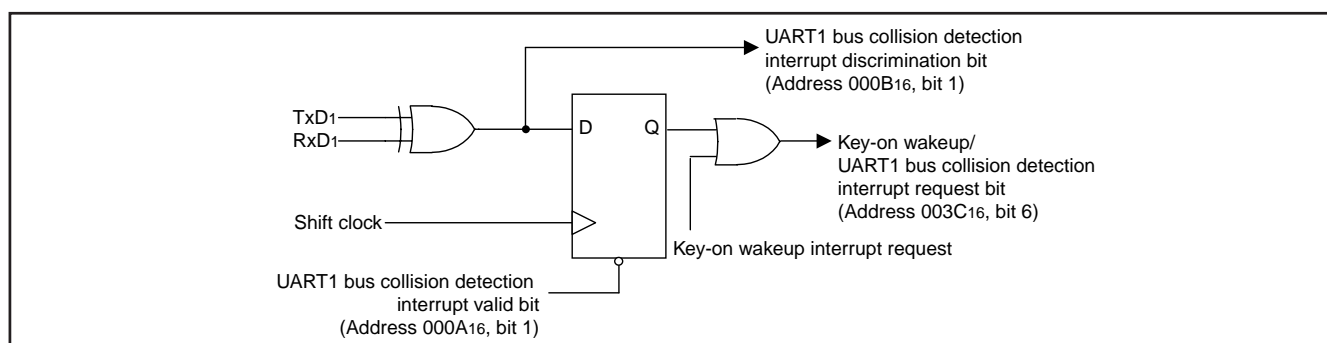 UART1 bus collision detection
interrupt discrimination bit
(Address 000B16, bit 1)
TxD1
RxD1
D
Q
Key-on wakeup/
UART1 bus collision detection
interrupt request bit
(Address 003C16, bit 6)
Shift clock
Key-on wakeup interrupt request
UART1 bus collision detection
interrupt valid bit
(Address 000A16, bit 1)